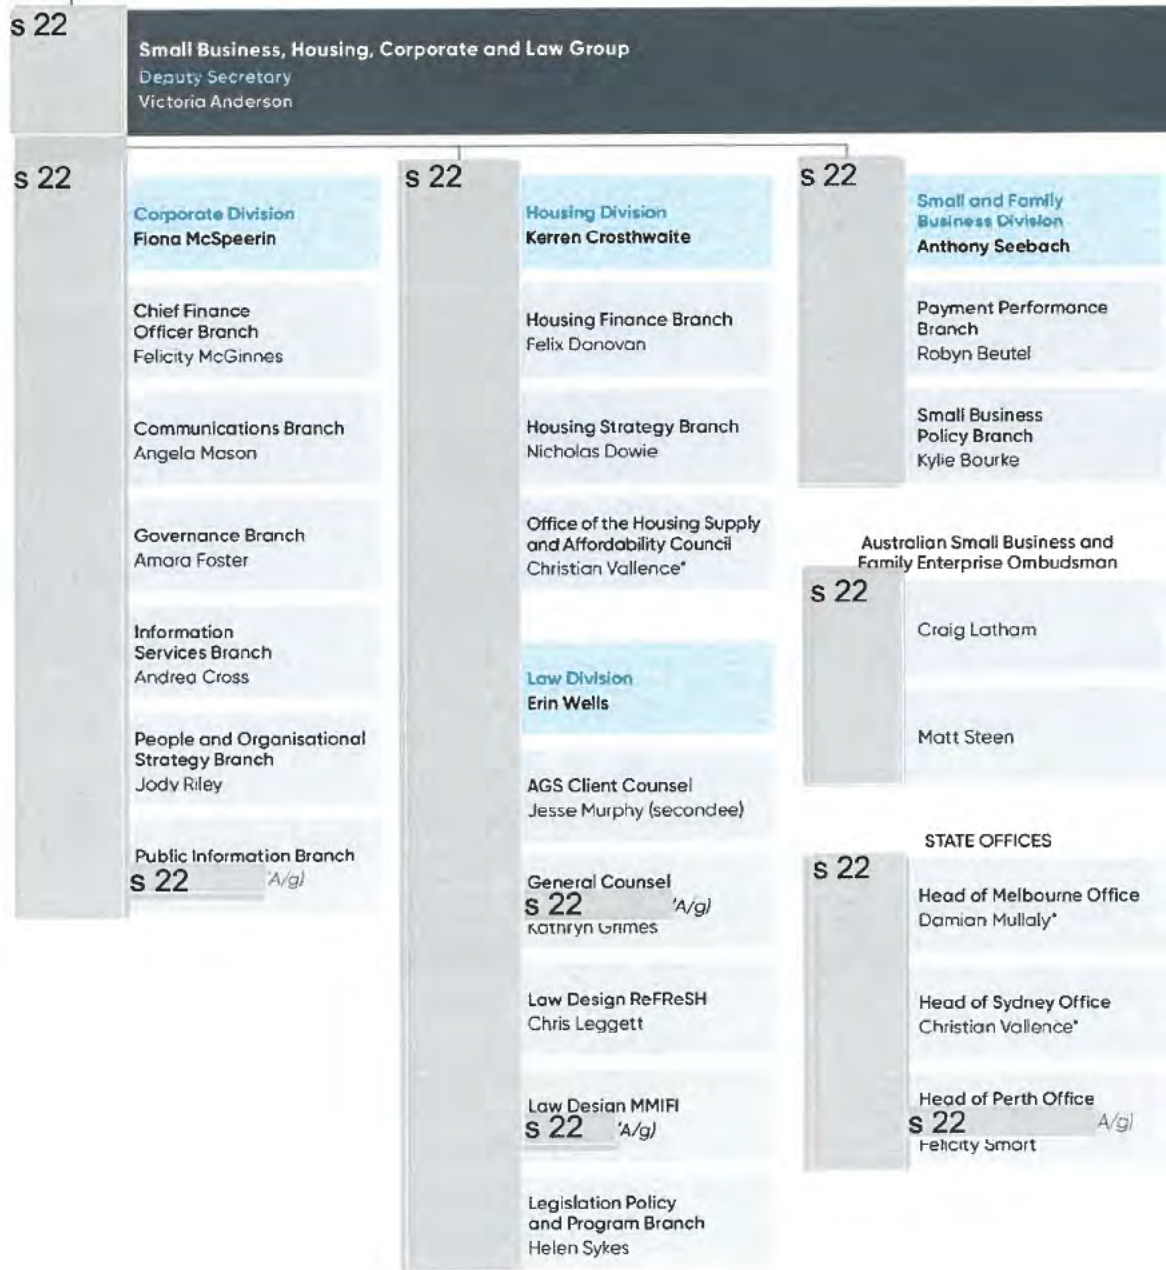 s 22
Small Business, Housing, Corporate and Law Group
Deputy Secretary
Victoria Anderson
s 22
Corporate Division
Fiona McSpeerin
Chief Finance
Officer Branch
Felicity McGinnes
Communications Branch
Angela Mason
Governance Branch
Amara Foster
Information
Services Branch
Andrea Cross
People and Organisational
Strategy Branch
Jody Riley
Public Information Branch
s 22 A/g)
s 22
Housing Division
Kerren Crosthwaite
Housing Finance Branch
Felix Donovan
Housing Strategy Branch
Nicholas Dowie
Office of the Housing Supply
and Affordability Council
Christian Vallence*
Law Division
Erin Wells
AGS Client Counsel
Jesse Murphy (secondee)
General Counsel
s 22 A/g)
Kathryn Grimes
Law Design ReFReSH
Chris Leggett
Law Design MMIFI
s 22 A/g)
Legislation Policy
and Program Branch
Helen Sykes
s 22
Small and Family
Business Division
Anthony Seebach
Payment Performance
Branch
Robyn Beutel
Small Business
Policy Branch
Kylie Bourke
Australian Small Business and
Family Enterprise Ombudsman
s 22
Craig Latham
Matt Steen
STATE OFFICES
s 22
Head of Melbourne Office
Damian Mullaly*
Head of Sydney Office
Christian Vallence*
Head of Perth Office
s 22 A/g)
Felicity Smart